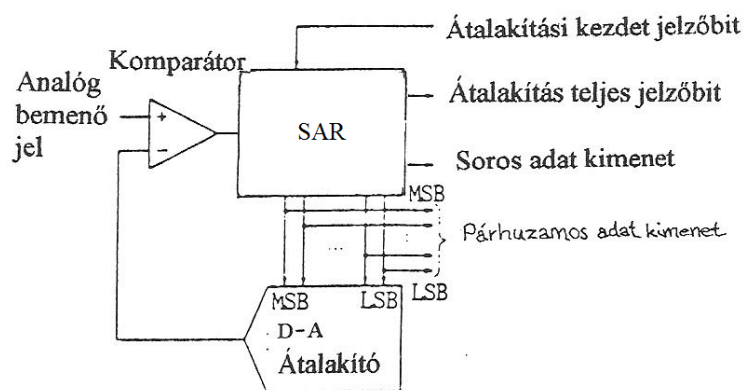 Átalakítási kezdet jelzőbit
Komparátor
Analóg
bemenő
jel
+
−
SAR
Átalakítás teljes jelzőbit
Soros adat kimenet
MSB
...
Párhuzamos adat kimenet
LSB
MSB
LSB
D-A
Átalakító